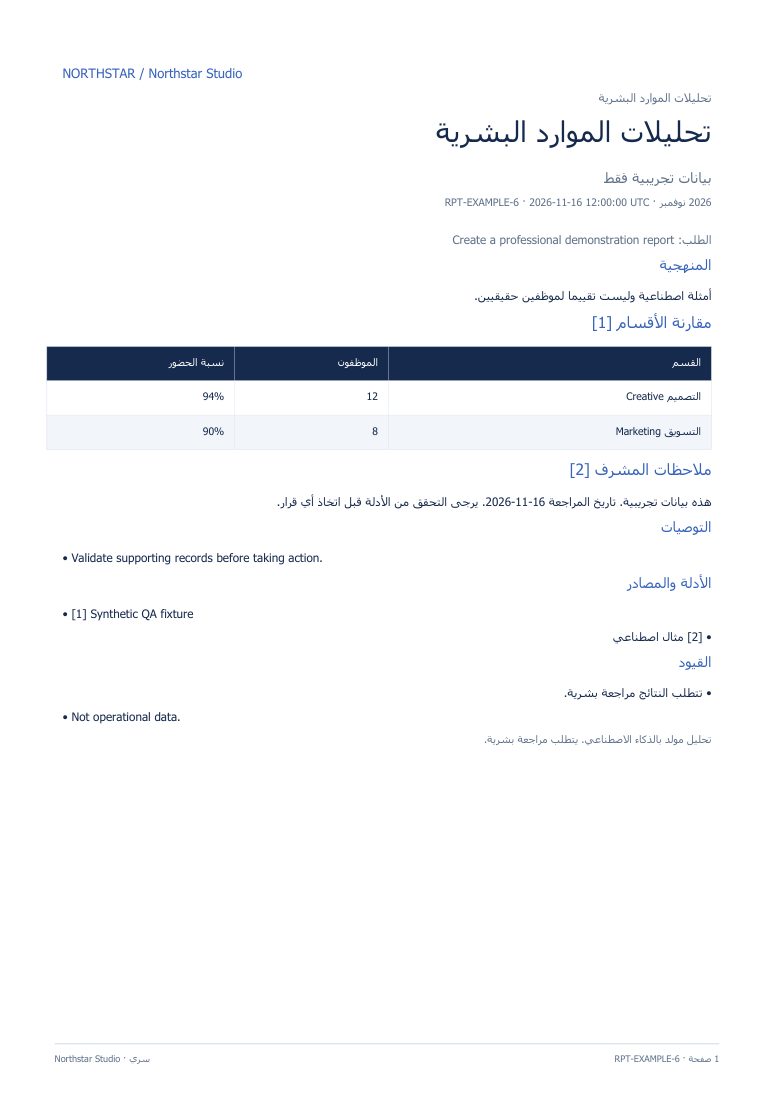 NORTHSTAR / Northstar Studio
تحليلات الموارد البشرية
تحليلات الموارد البشرية
بيانات تجريبية فقط
2026 نوفمبر · RPT-EXAMPLE-6 · 2026-11-16 12:00:00 UTC
الطلب: Create a professional demonstration report
المنهجية
أمثلة اصطناعية وليست تقييما لموظفين حقيقيين.
مقارنة الأقسام [1]
القسم الموظفون نسبة الحضور
التصميم Creative 12 94%
التسويق Marketing 8 90%
ملاحظات المشرف [2]
هذه بيانات تجريبية. تاريخ المراجعة 16-11-2026. يرجى التحقق من الأدلة قبل اتخاذ أي قرار.
التوصيات
• Validate supporting records before taking action.
الأدلة والمصادر
• [1] Synthetic QA fixture
• [2] مثال اصطناعي
القيود
• تتطلب النتائج مراجعة بشرية.
• Not operational data.
تحليل مولد بالذكاء الاصطناعي. يتطلب مراجعة بشرية.
1 صفحة · RPT-EXAMPLE-6
Northstar Studio · سري